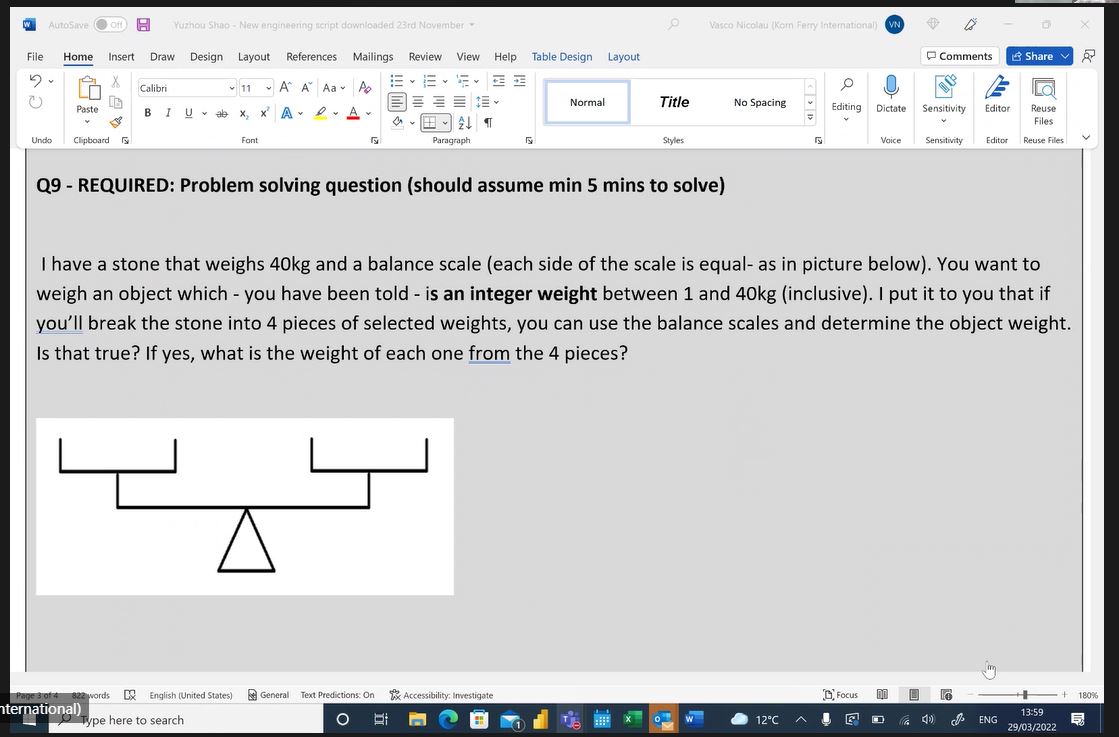 AutoSave Off Yuzhou Shao - New engineering script downloaded 23rd November Vasco Nicolau (Korn Ferry International) VN
File Home Insert Draw Design Layout References Mailings Review View Help Table Design Layout Comments Share
Paste Calibri 11 Aa Normal Title No Spacing Editing Dictate Sensitivity Editor Reuse Files
B I U ab x₂ x² A A
Undo Clipboard Font Paragraph Styles Voice Sensitivity Editor Reuse Files
Q9 - REQUIRED: Problem solving question (should assume min 5 mins to solve)
I have a stone that weighs 40kg and a balance scale (each side of the scale is equal- as in picture below). You want to
weigh an object which - you have been told - is an integer weight between 1 and 40kg (inclusive). I put it to you that if
you'll break the stone into 4 pieces of selected weights, you can use the balance scales and determine the object weight.
Is that true? If yes, what is the weight of each one from the 4 pieces?
Page 3 of 4 822 words English (United States) General Text Predictions: On Accessibility: Investigate Focus 180%
nternational)
Type here to search 1 12°C ENG 13:59
29/03/2022